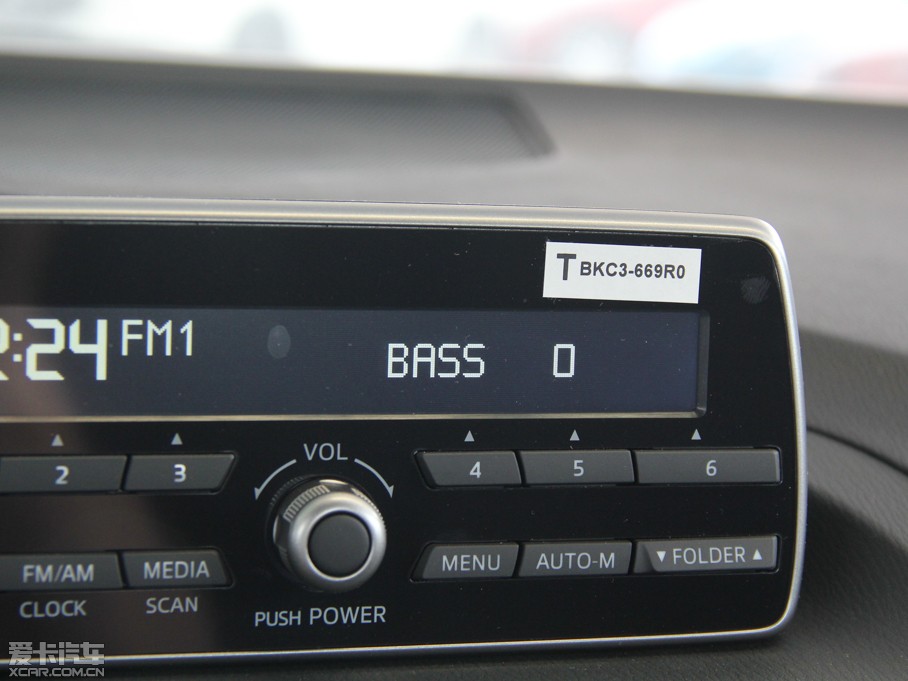 T BKC3-669R0
2:24 FM1 BASS 0
VOL
2 3 4 5 6
FM/AM MEDIA MENU AUTO-M ▼ FOLDER ▲
CLOCK SCAN PUSH POWER
爱卡汽车
XCAR.COM.CN